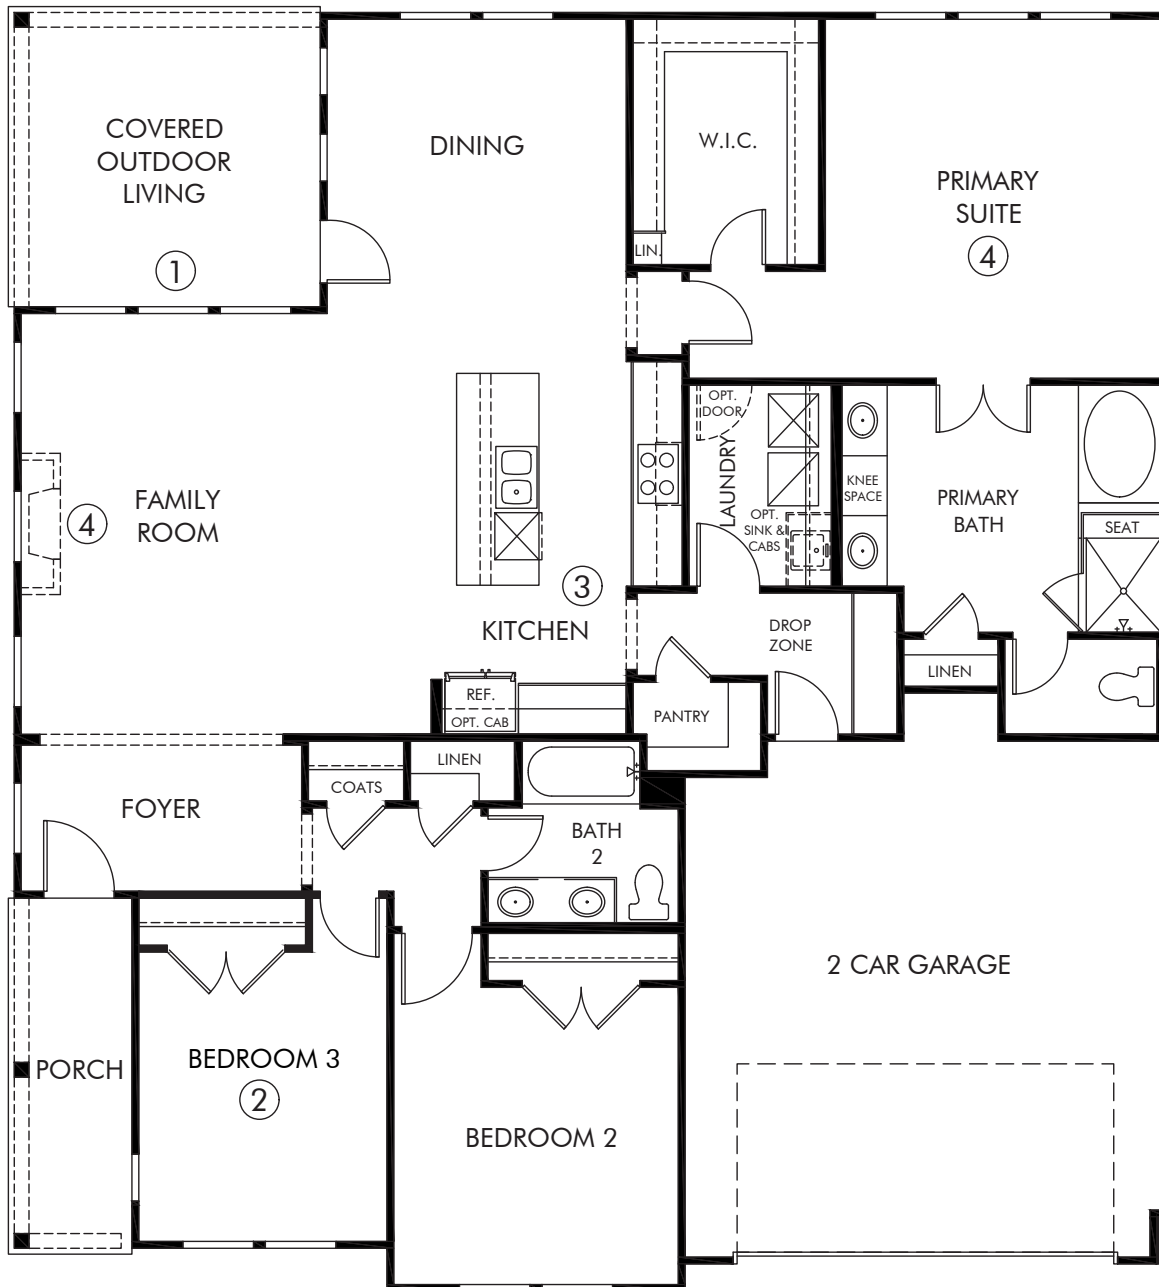 COVERED
OUTDOOR
LIVING
1
DINING
W.I.C.
LIN.
PRIMARY
SUITE
4
OPT.
DOOR
LAUNDRY
OPT.
SINK &
CABS
KNEE
SPACE
PRIMARY
BATH
SEAT
FAMILY
ROOM
4
3
KITCHEN
DROP
ZONE
LINEN
REF.
OPT. CAB
PANTRY
FOYER
COATS
LINEN
BATH
2
2 CAR GARAGE
PORCH
BEDROOM 3
2
BEDROOM 2